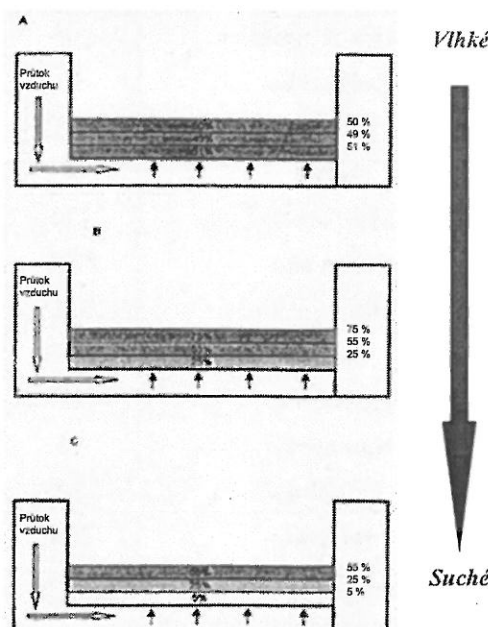 A
Vlhké
Průtok
vzduchu
50 %
49 %
51 %
B
Průtok
vzduchu
75 %
55 %
25 %
C
Průtok
vzduchu
55 %
25 %
5 %
5%
Suché